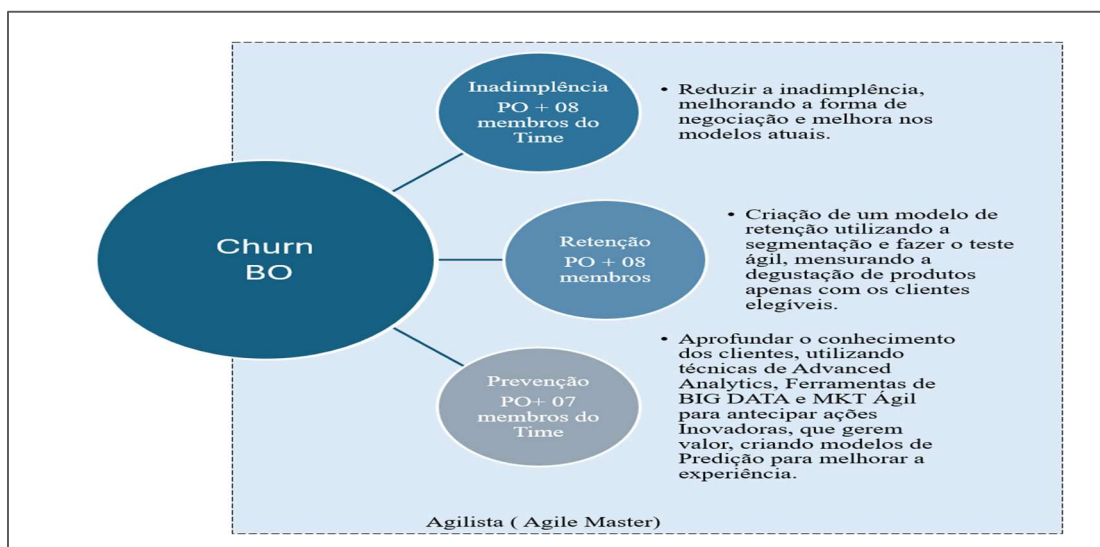 Churn
BO
Inadimplência
PO + 08
membros do
Time
• Reduzir a inadimplência,
melhorando a forma de
negociação e melhora nos
modelos atuais.
Retenção
PO + 08
membros
• Criação de um modelo de
retenção utilizando a
segmentação e fazer o teste
ágil, mensurando a
degustação de produtos
apenas com os clientes
elegíveis.
Prevenção
PO+ 07
membros do
Time
• Aprofundar o conhecimento
dos clientes, utilizando
técnicas de Advanced
Analytics, Ferramentas de
BIG DATA e MKT Ágil
para antecipar ações
Inovadoras, que gerem
valor, criando modelos de
Predição para melhorar a
experiência.
Agilista ( Agile Master)